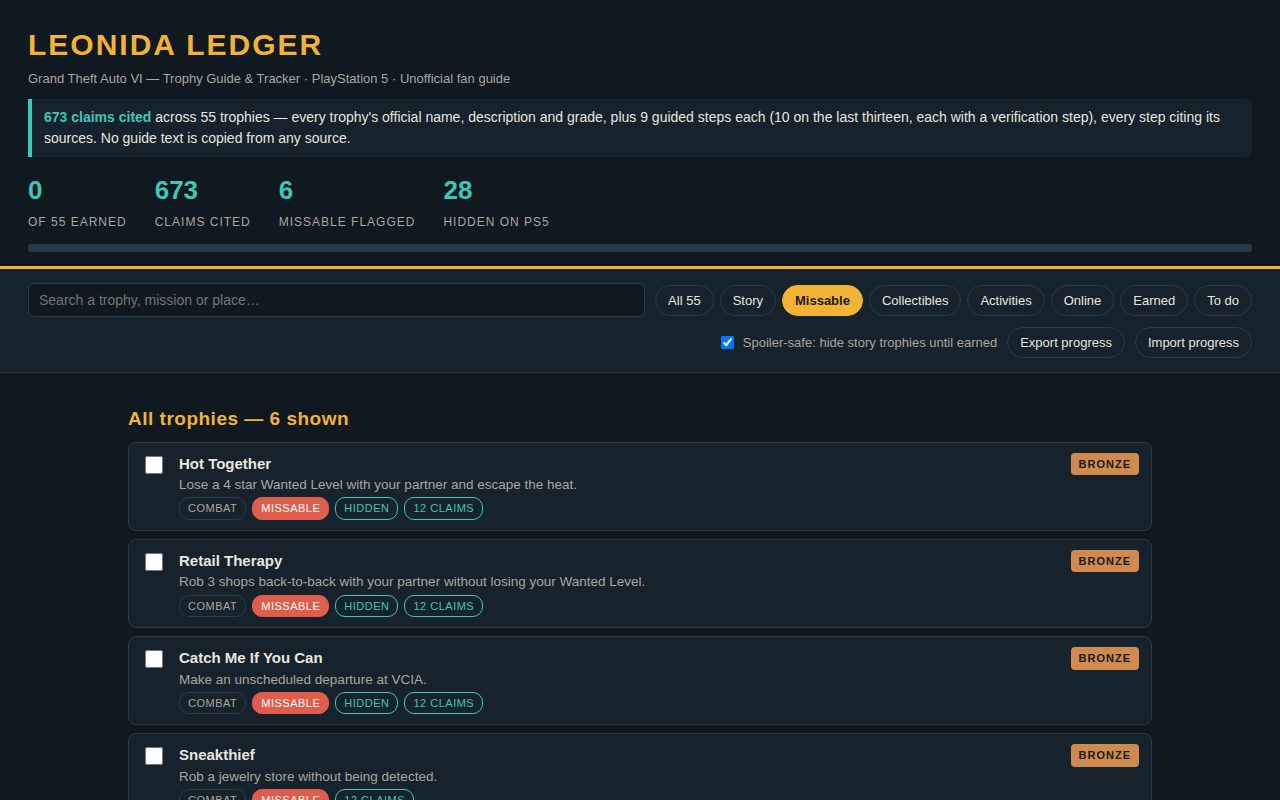 LEONIDA LEDGER
Grand Theft Auto VI — Trophy Guide & Tracker · PlayStation 5 · Unofficial fan guide
673 claims cited across 55 trophies — every trophy's official name, description and grade, plus 9 guided steps each (10 on the last thirteen, each with a verification step), every step citing its
sources. No guide text is copied from any source.
0 673 6 28
OF 55 EARNED CLAIMS CITED MISSABLE FLAGGED HIDDEN ON PS5
Search a trophy, mission or place… All 55 Story Missable Collectibles Activities Online Earned To do
Spoiler-safe: hide story trophies until earned Export progress Import progress
All trophies — 6 shown
Hot Together BRONZE
Lose a 4 star Wanted Level with your partner and escape the heat.
COMBAT MISSABLE HIDDEN 12 CLAIMS
Retail Therapy BRONZE
Rob 3 shops back-to-back with your partner without losing your Wanted Level.
COMBAT MISSABLE HIDDEN 12 CLAIMS
Catch Me If You Can BRONZE
Make an unscheduled departure at VCIA.
COMBAT MISSABLE HIDDEN 12 CLAIMS
Sneakthief BRONZE
Rob a jewelry store without being detected.
COMBAT MISSABLE 12 CLAIMS